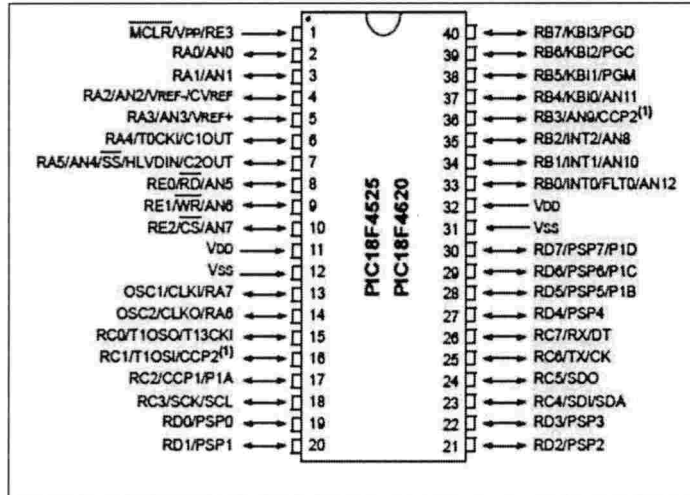 MCLR/VPP/RE3 1
RA0/AN0 2
RA1/AN1 3
RA2/AN2/VREF-/CVREF 4
RA3/AN3/VREF+ 5
RA4/T0CKI/C1OUT 6
RA5/AN4/SS/HLVDIN/C2OUT 7
RE0/RD/AN5 8
RE1/WR/AN6 9
RE2/CS/AN7 10
VDD 11
VSS 12
OSC1/CLKI/RA7 13
OSC2/CLKO/RA6 14
RC0/T1OSO/T13CKI 15
RC1/T1OSI/CCP2(1) 16
RC2/CCP1/P1A 17
RC3/SCK/SCL 18
RD0/PSP0 19
RD1/PSP1 20
PIC18F4525
PIC18F4620
40 RB7/KBI3/PGD
39 RB6/KBI2/PGC
38 RB5/KBI1/PGM
37 RB4/KBI0/AN11
36 RB3/AN9/CCP2(1)
35 RB2/INT2/AN8
34 RB1/INT1/AN10
33 RB0/INT0/FLT0/AN12
32 VDD
31 VSS
30 RD7/PSP7/P1D
29 RD6/PSP6/P1C
28 RD5/PSP5/P1B
27 RD4/PSP4
26 RC7/RX/DT
25 RC6/TX/CK
24 RC5/SDO
23 RC4/SDI/SDA
22 RD3/PSP3
21 RD2/PSP2